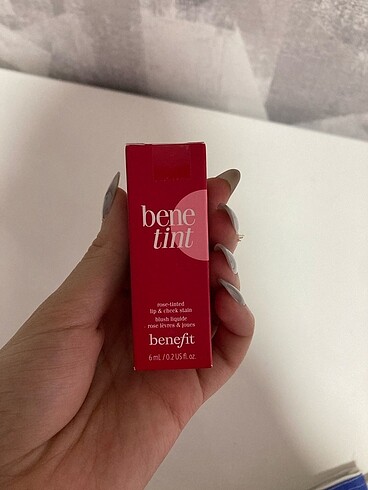 bene
tint
rose-tinted
lip & cheek stain
blush liquide
rose lèvres & joues
benefit
6 mL / 0.2 US fl. oz.